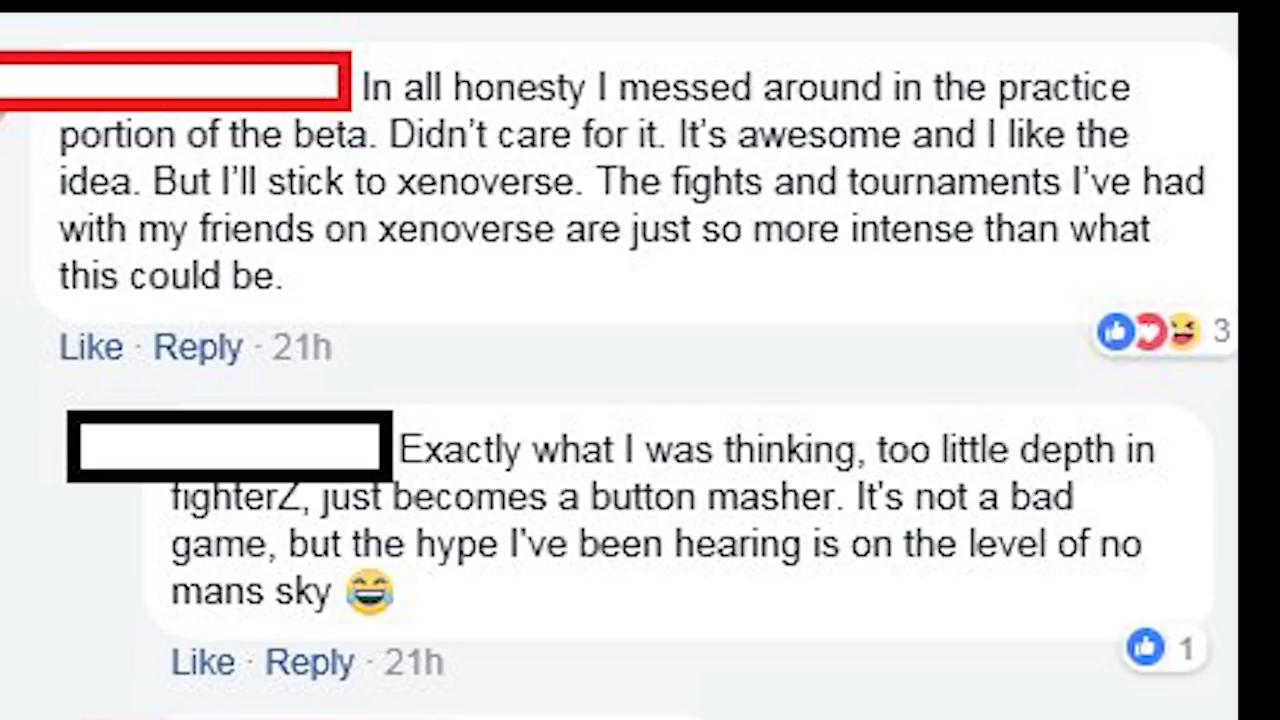 In all honesty I messed around in the practice
portion of the beta. Didn't care for it. It's awesome and I like the
idea. But I'll stick to xenoverse. The fights and tournaments I've had
with my friends on xenoverse are just so more intense than what
this could be.
Like · Reply · 21h
3
Exactly what I was thinking, too little depth in
fighterZ, just becomes a button masher. It's not a bad
game, but the hype I've been hearing is on the level of no
mans sky 😂
Like · Reply · 21h
1